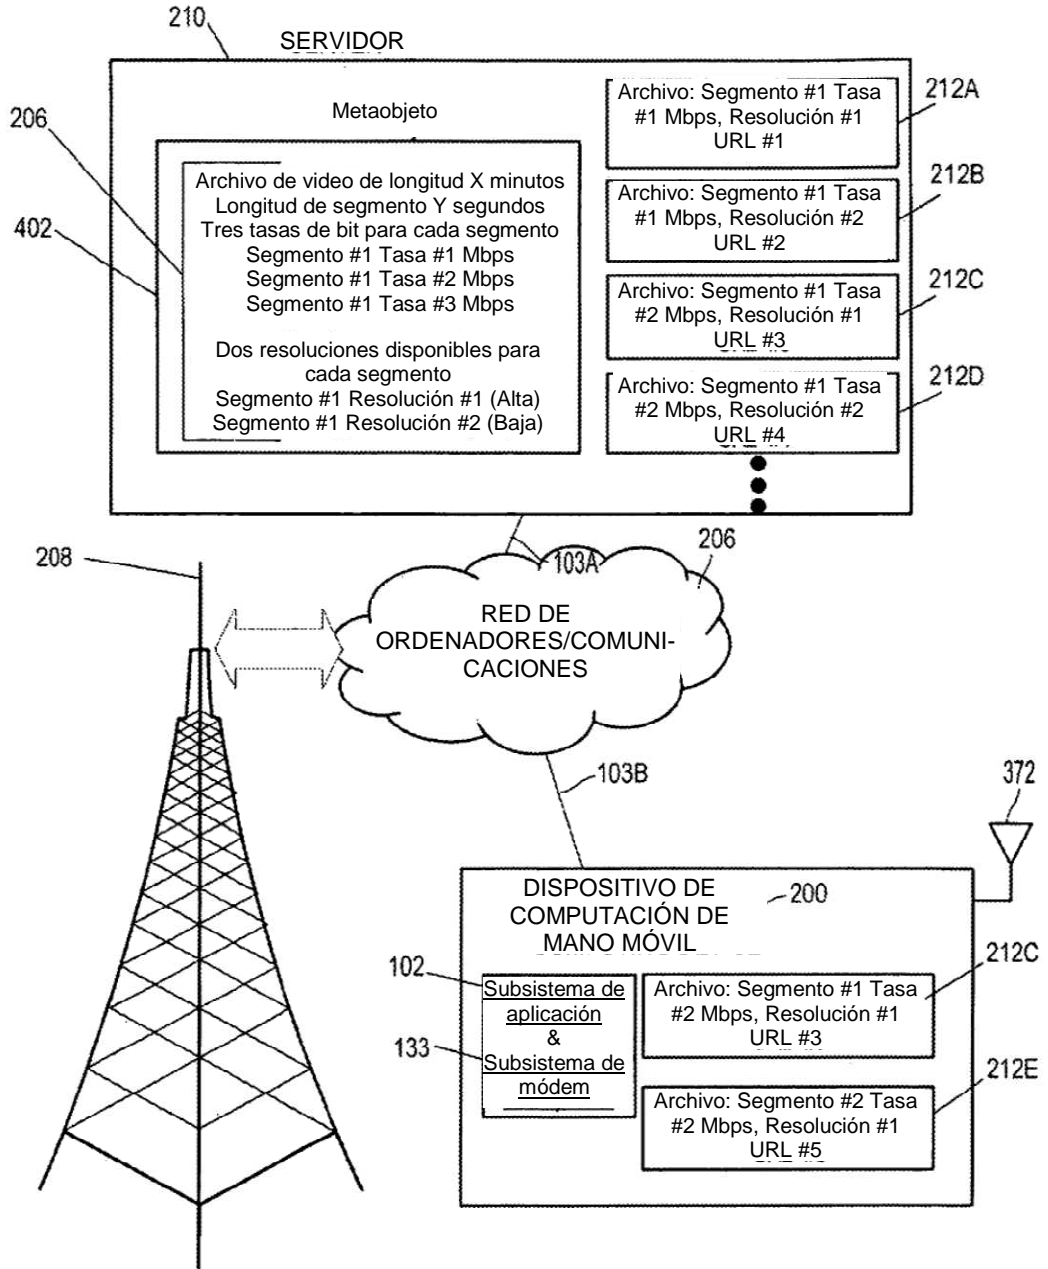 210
SERVIDOR
Metaobjeto
206
402
Archivo de video de longitud X minutos
Longitud de segmento Y segundos
Tres tasas de bit para cada segmento
Segmento #1 Tasa #1 Mbps
Segmento #1 Tasa #2 Mbps
Segmento #1 Tasa #3 Mbps
Dos resoluciones disponibles para
cada segmento
Segmento #1 Resolución #1 (Alta)
Segmento #1 Resolución #2 (Baja)
Archivo: Segmento #1 Tasa
#1 Mbps, Resolución #1
URL #1
212A
Archivo: Segmento #1 Tasa
#1 Mbps, Resolución #2
URL #2
212B
Archivo: Segmento #1 Tasa
#2 Mbps, Resolución #1
URL #3
212C
Archivo: Segmento #1 Tasa
#2 Mbps, Resolución #2
URL #4
212D
208
103A
206
RED DE
ORDENADORES/COMUNI-
CACIONES
103B
372
DISPOSITIVO DE
COMPUTACIÓN DE
MANO MÓVIL
200
102
133
Subsistema de
aplicación
&
Subsistema de
módem
Archivo: Segmento #1 Tasa
#2 Mbps, Resolución #1
URL #3
212C
Archivo: Segmento #2 Tasa
#2 Mbps, Resolución #1
URL #5
212E